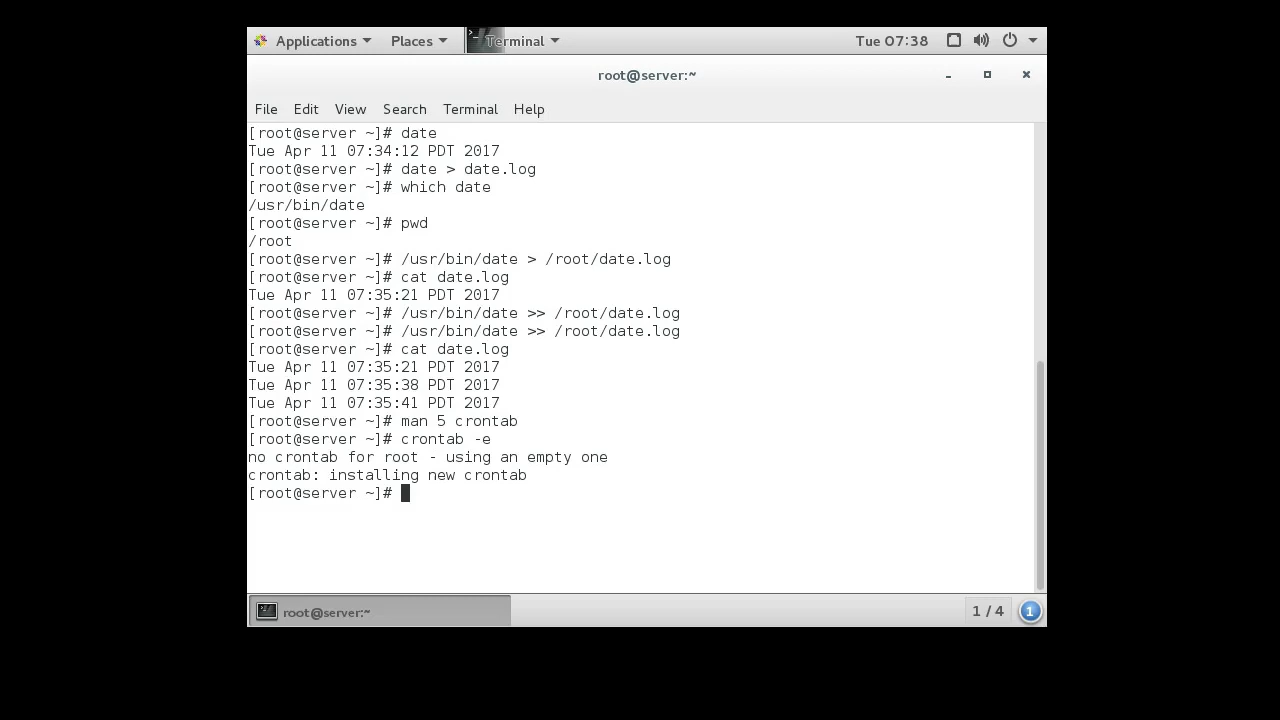 Applications Places Terminal Tue 07:38
root@server:~
File Edit View Search Terminal Help
[root@server ~]# date
Tue Apr 11 07:34:12 PDT 2017
[root@server ~]# date > date.log
[root@server ~]# which date
/usr/bin/date
[root@server ~]# pwd
/root
[root@server ~]# /usr/bin/date > /root/date.log
[root@server ~]# cat date.log
Tue Apr 11 07:35:21 PDT 2017
[root@server ~]# /usr/bin/date >> /root/date.log
[root@server ~]# /usr/bin/date >> /root/date.log
[root@server ~]# cat date.log
Tue Apr 11 07:35:21 PDT 2017
Tue Apr 11 07:35:38 PDT 2017
Tue Apr 11 07:35:41 PDT 2017
[root@server ~]# man 5 crontab
[root@server ~]# crontab -e
no crontab for root - using an empty one
crontab: installing new crontab
[root@server ~]#
root@server:~ 1 / 4 1